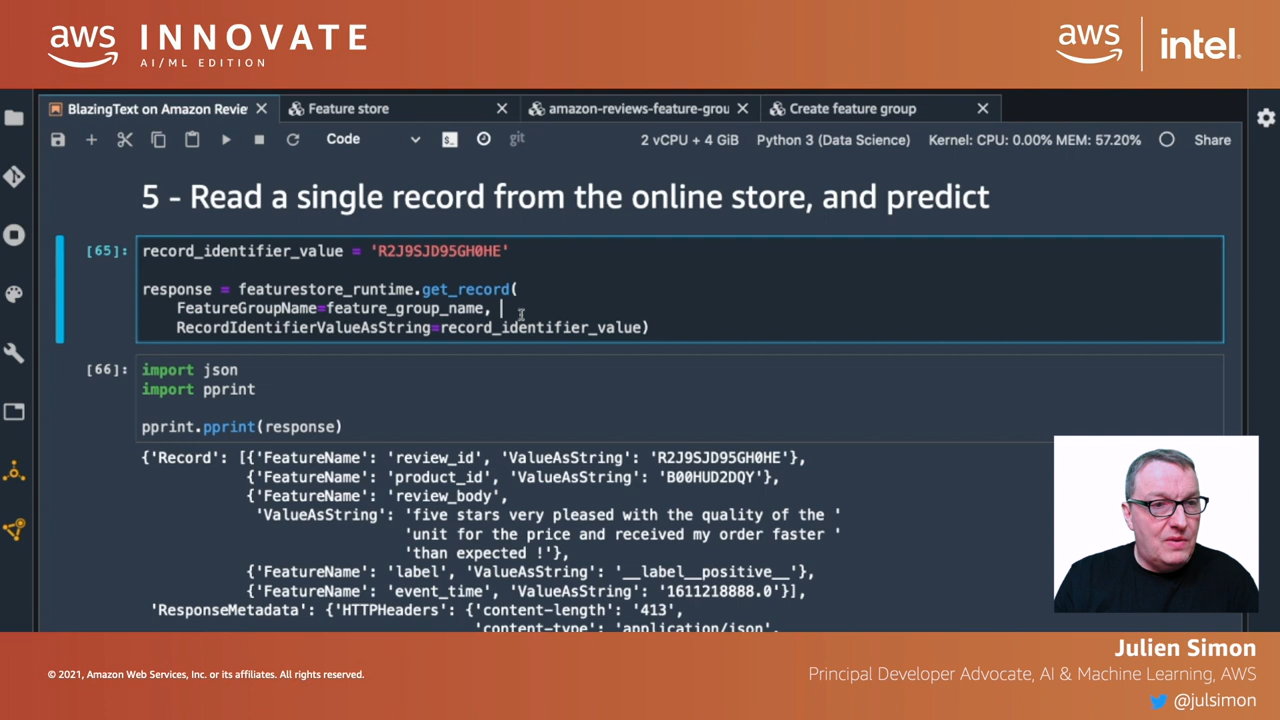 aws INNOVATE
AI/ML EDITION
aws intel.
BlazingText on Amazon Revie
Feature store
amazon-reviews-feature-grou
Create feature group
Code
git
2 vCPU + 4 GiB
Python 3 (Data Science)
Kernel: CPU: 0.00% MEM: 57.20%
Share
5 - Read a single record from the online store, and predict
[65]: record_identifier_value = 'R2J9SJD95GH0HE'
response = featurestore_runtime.get_record(
FeatureGroupName=feature_group_name,
RecordIdentifierValueAsString=record_identifier_value)
[66]: import json
import pprint
pprint.pprint(response)
{'Record': [{'FeatureName': 'review_id', 'ValueAsString': 'R2J9SJD95GH0HE'},
{'FeatureName': 'product_id', 'ValueAsString': 'B00HUD2DQY'},
{'FeatureName': 'review_body',
'ValueAsString': 'five stars very pleased with the quality of the '
'unit for the price and received my order faster '
'than expected !'},
{'FeatureName': 'label', 'ValueAsString': '__label__positive__'},
{'FeatureName': 'event_time', 'ValueAsString': '1611218888.0'}],
'ResponseMetadata': {'HTTPHeaders': {'content-length': '413',
'content-type': 'application/json',
Julien Simon
© 2021, Amazon Web Services, Inc. or its affiliates. All rights reserved.
Principal Developer Advocate, AI & Machine Learning, AWS
@julsimon